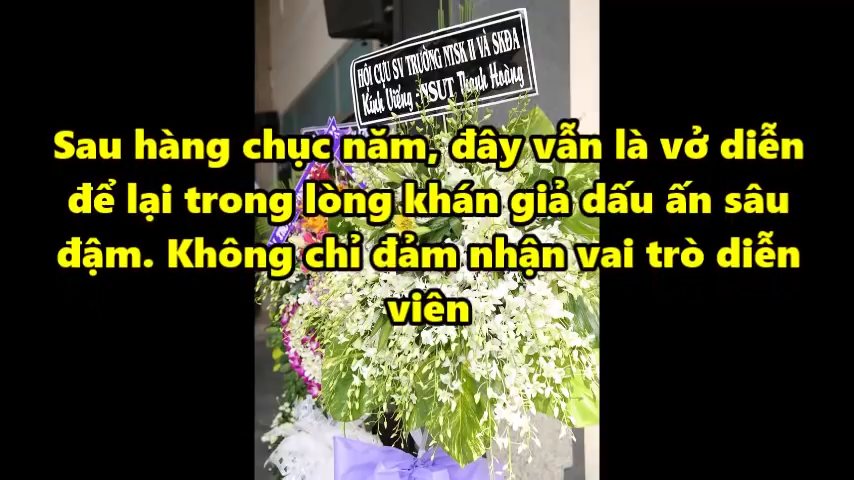 HỘI CỰU SV TRƯỜNG NTSK II VÀ SKĐA
Kính Viếng - NSUT Thanh Hoàng
Sau hàng chục năm, đây vẫn là vở diễn
để lại trong lòng khán giả dấu ấn sâu
đậm. Không chỉ đảm nhận vai trò diễn
viên